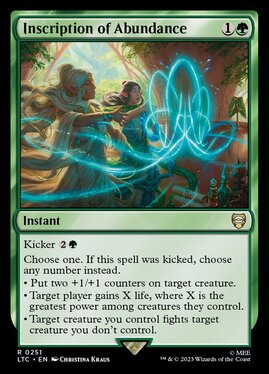 Inscription of Abundance 1
Instant
Kicker 2
Choose one. If this spell was kicked, choose
any number instead.
• Put two +1/+1 counters on target creature.
• Target player gains X life, where X is the
greatest power among creatures they control.
• Target creature you control fights target
creature you don't control.
R 0251
LTC • EN Christina Kraus
© MEE
™ & © 2023 Wizards of the Coast